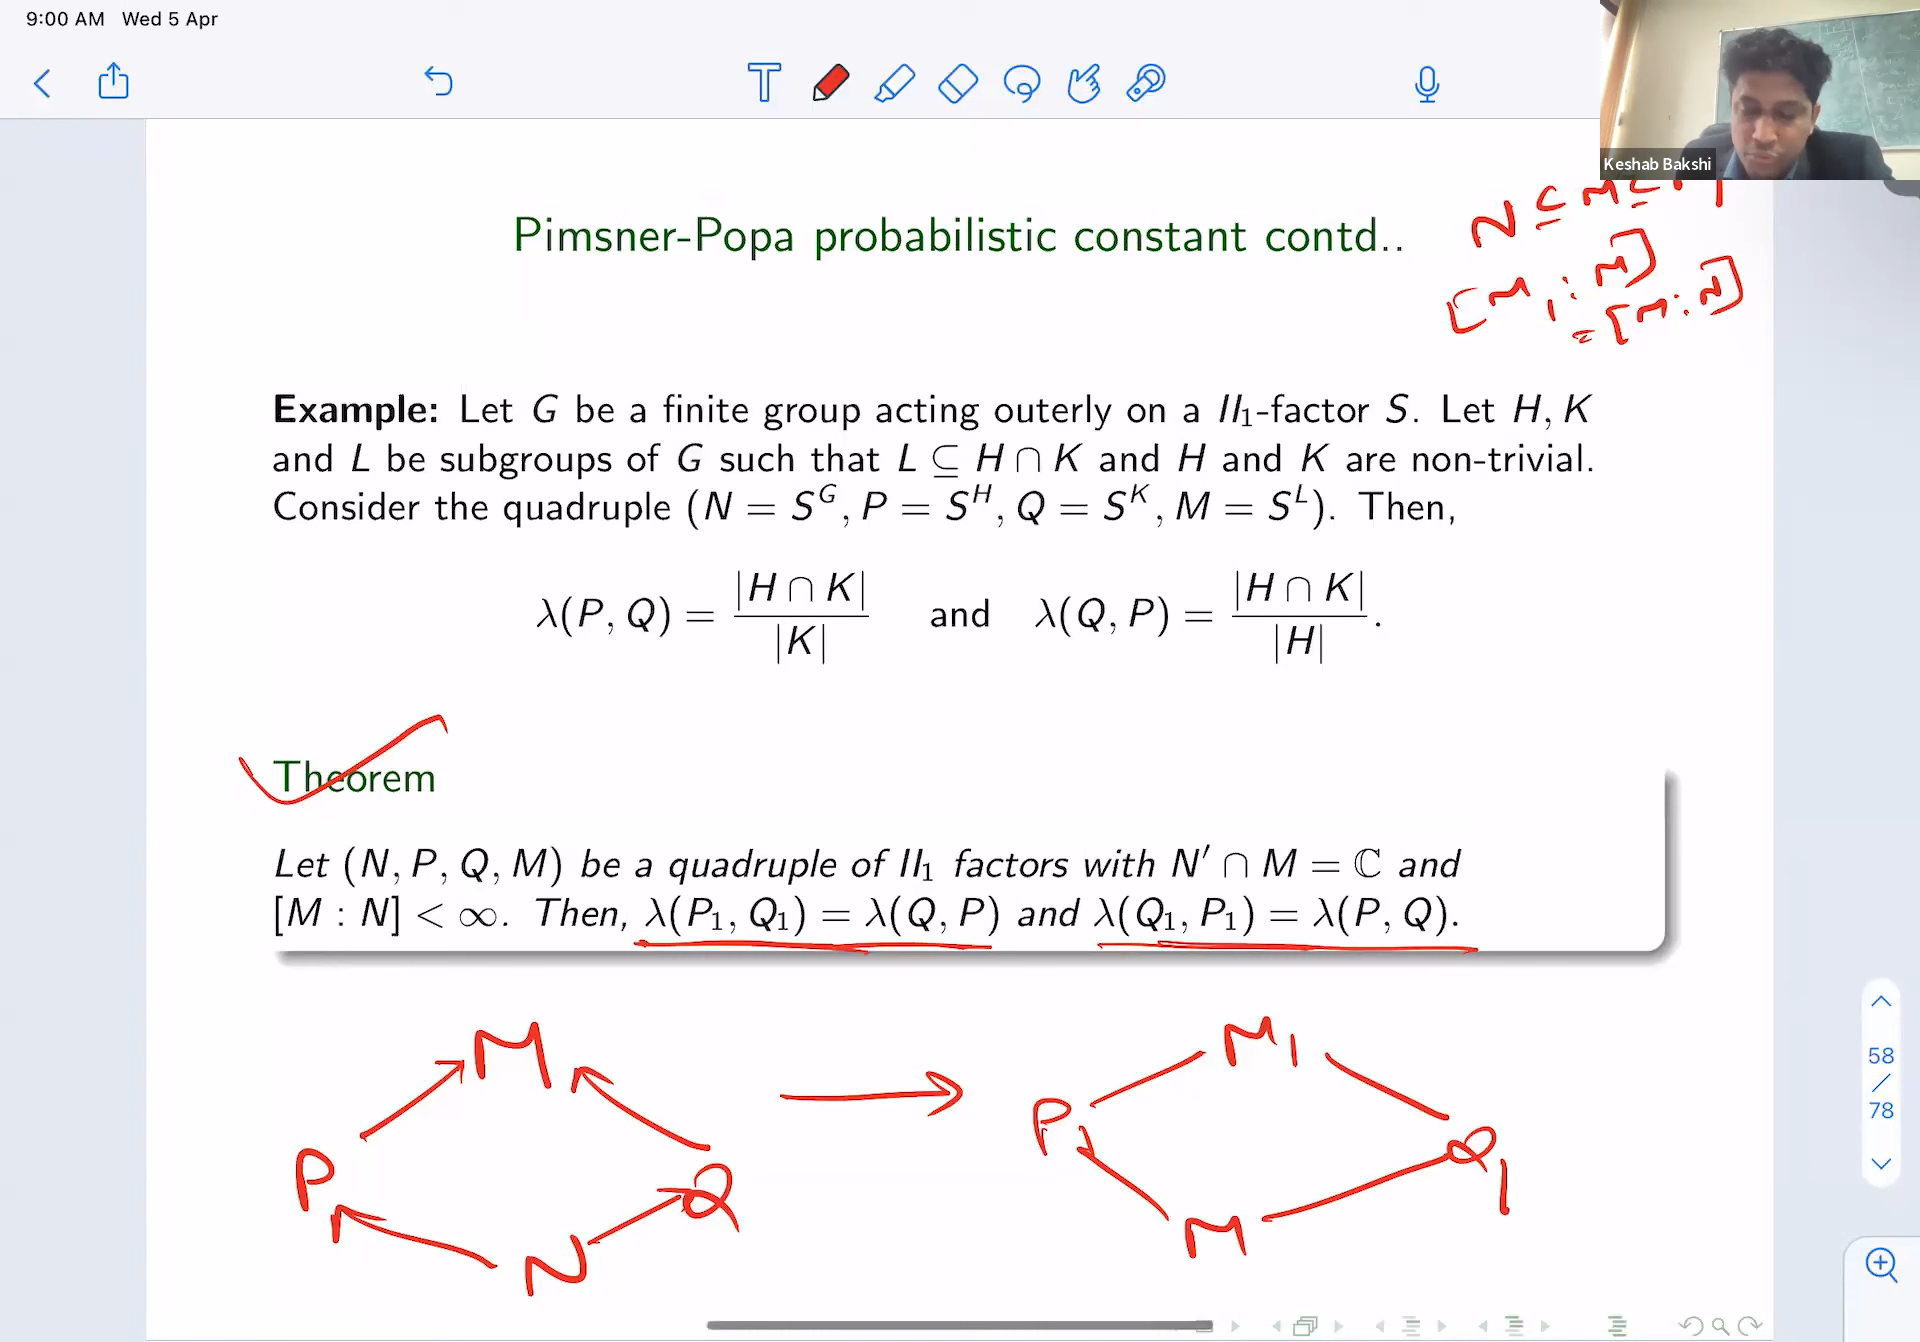 9:00 AM Wed 5 Apr
Keshab Bakshi
Pimsner-Popa probabilistic constant contd..
N ⊆ M ⊆
[M₁ : M]
= [M : N]
Example: Let G be a finite group acting outerly on a II₁-factor S. Let H, K
and L be subgroups of G such that L ⊆ H ∩ K and H and K are non-trivial.
Consider the quadruple (N = S^G, P = S^H, Q = S^K, M = S^L). Then,
λ(P, Q) = |H ∩ K| / |K| and λ(Q, P) = |H ∩ K| / |H|.
Theorem
Let (N, P, Q, M) be a quadruple of II₁ factors with N′ ∩ M = ℂ and
[M : N] < ∞. Then, λ(P₁, Q₁) = λ(Q, P) and λ(Q₁, P₁) = λ(P, Q).
M
P
Q
N
M₁
P₁
Q₁
M
58
/
78